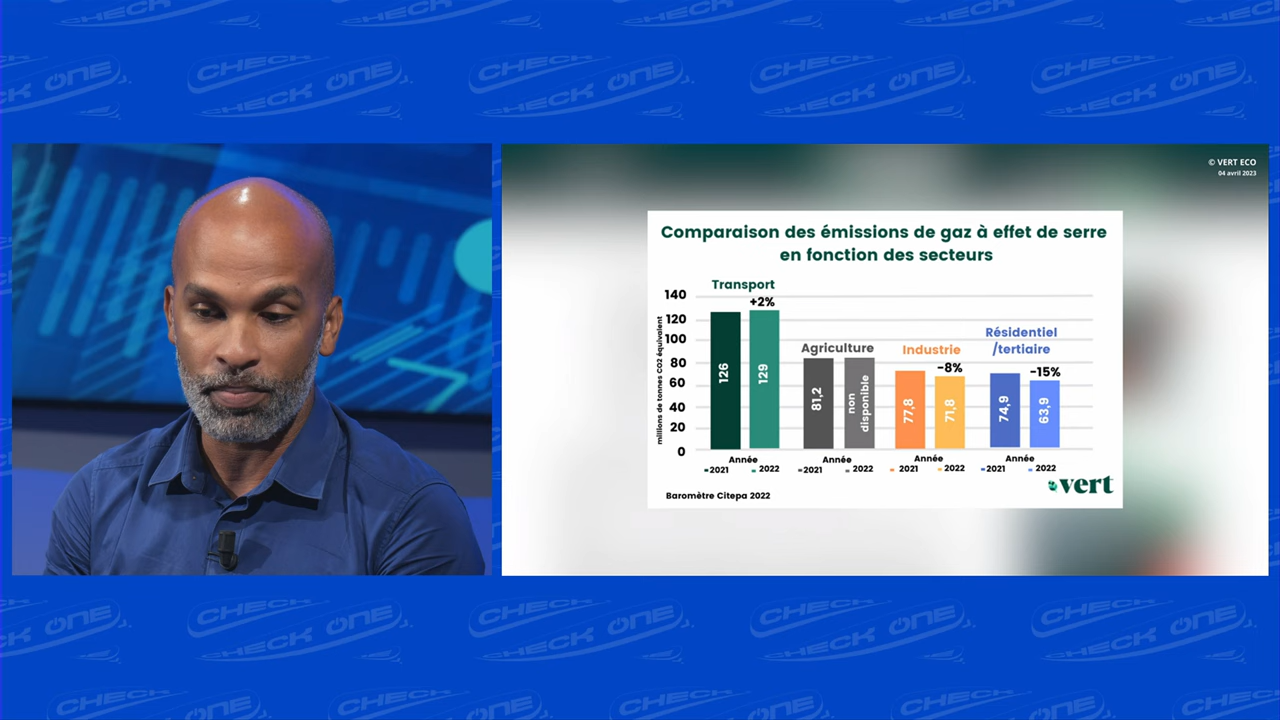 CHECK ONE
© VERT ECO
04 avril 2023
Comparaison des émissions de gaz à effet de serre
en fonction des secteurs
millions de tonnes CO2 équivalent
140
120
100
80
60
40
20
0
Transport
+2%
126
129
Année
2021
2022
Agriculture
81,2
non
disponible
Année
2021
2022
Industrie
-8%
77,8
71,8
Année
2021
2022
Résidentiel
/tertiaire
-15%
74,9
63,9
Année
2021
2022
Baromètre Citepa 2022
vert